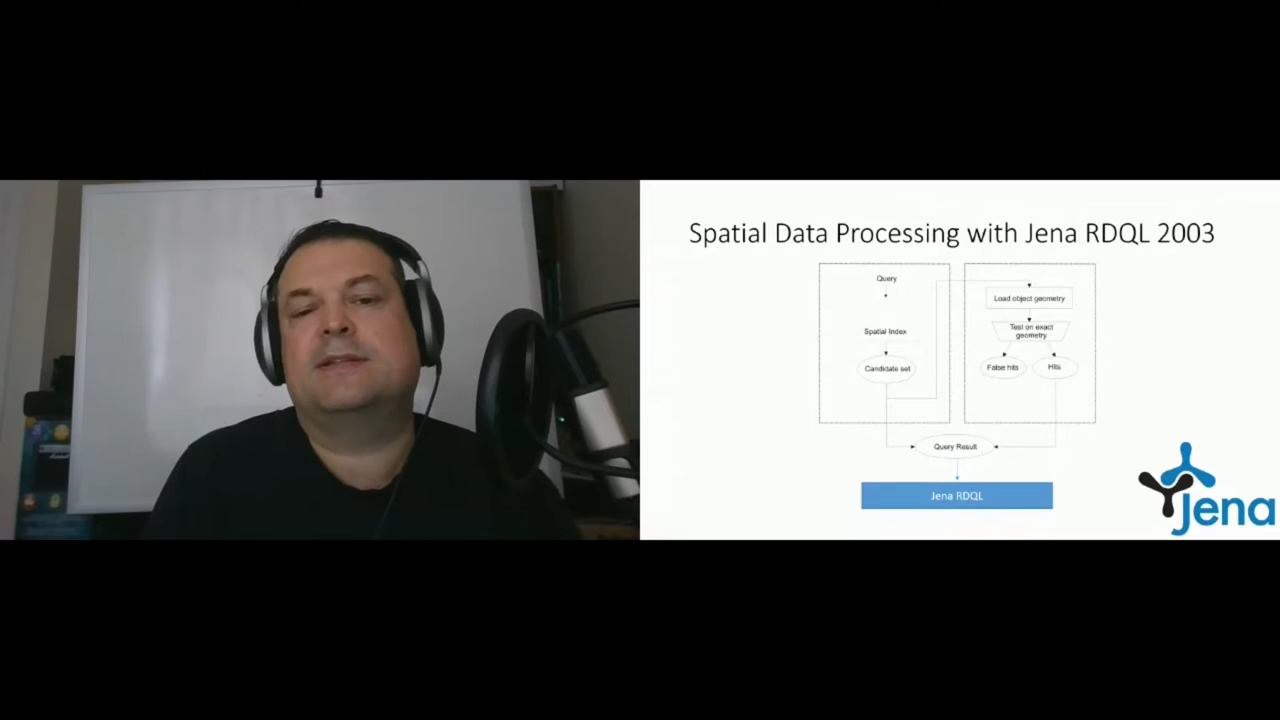 Spatial Data Processing with Jena RDQL 2003
Query
Spatial Index
Candidate set
Load object geometry
Test on exact
geometry
False hits
Hits
Query Result
Jena RDQL
Jena